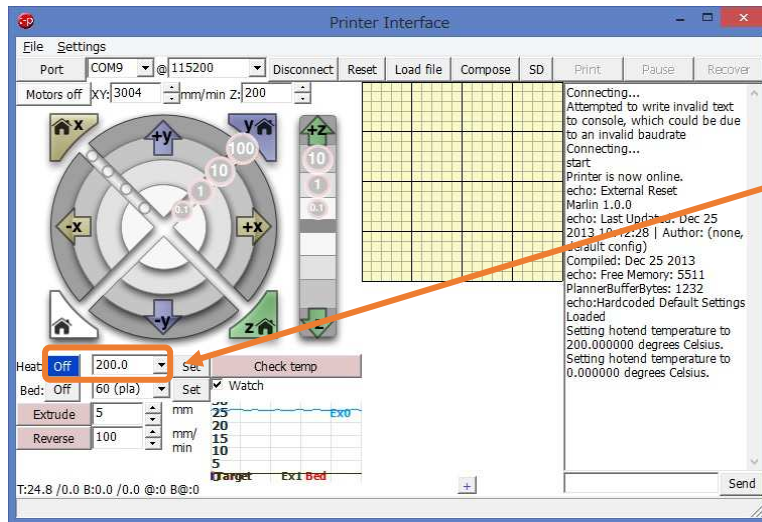 Printer Interface
File Settings
Port COM9 @ 115200 Disconnect Reset Load file Compose SD Print Pause Recover
Motors off XY: 3004 mm/min Z: 200
x +y y +z
100
10
1
0.1
10
1
0.1
-x +x
-y z -z
Heat: Off 200.0 Set Check temp
Bed: Off 60 (pla) Set Watch
Extrude 5 mm
Reverse 100 mm/
min
25 Ex0
20
15
10
5
Target Ex1 Bed
T:24.8 /0.0 B:0.0 /0.0 @:0 B@:0
+
Connecting...
Attempted to write invalid text
to console, which could be due
to an invalid baudrate
Connecting...
start
Printer is now online.
echo: External Reset
Marlin 1.0.0
echo: Last Updated: Dec 25
2013 10:12:28 | Author: (none,
default config)
Compiled: Dec 25 2013
echo: Free Memory: 5511
PlannerBufferBytes: 1232
echo:Hardcoded Default Settings
Loaded
Setting hotend temperature to
200.000000 degrees Celsius.
Setting hotend temperature to
0.000000 degrees Celsius.
Send